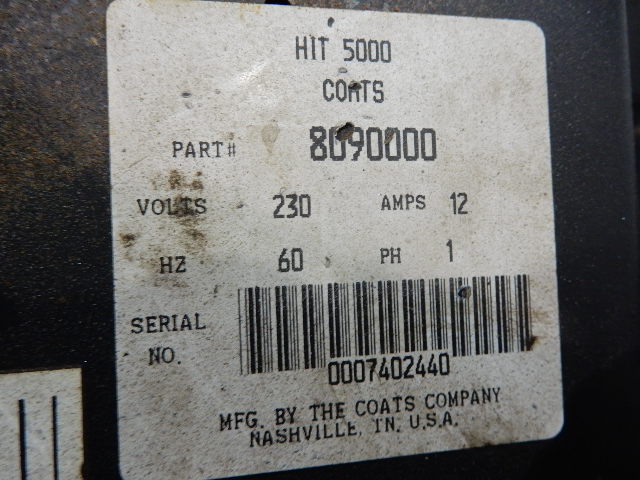 HIT 5000
COATS
PART# 8090000
VOLTS 230 AMPS 12
HZ 60 PH 1
SERIAL
NO.
0007402440
MFG. BY THE COATS COMPANY
NASHVILLE, TN. U.S.A.